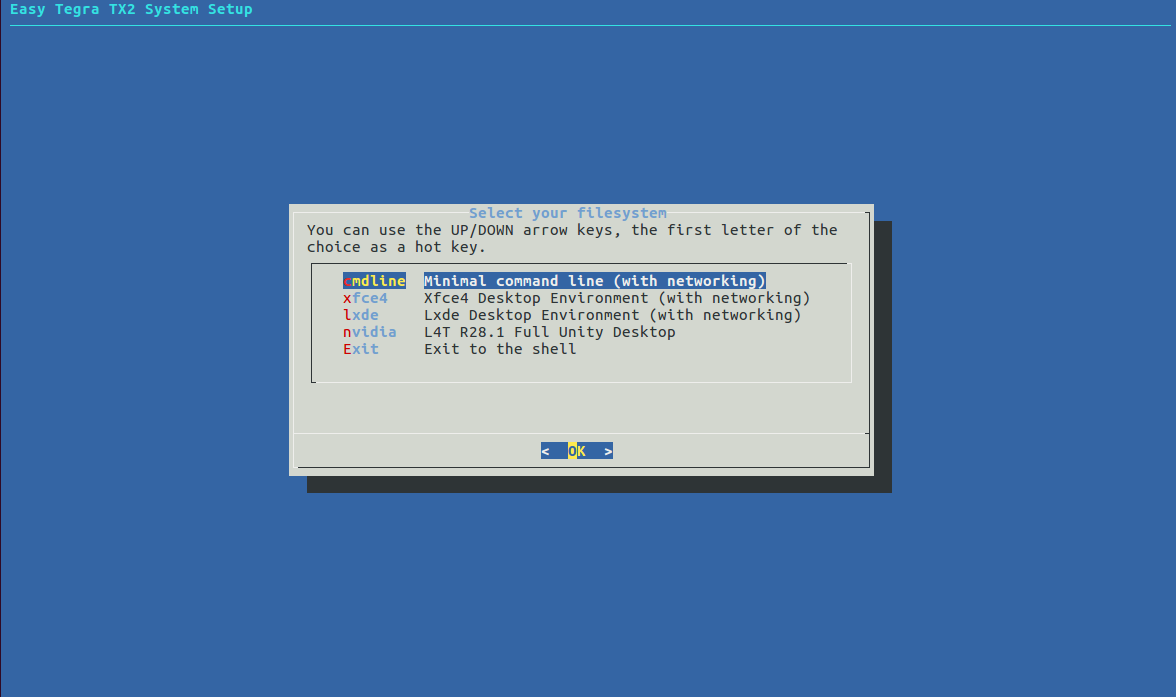 Easy Tegra TX2 System Setup
Select your filesystem
You can use the UP/DOWN arrow keys, the first letter of the
choice as a hot key.
cmdline  Minimal command line (with networking)
xfce4    Xfce4 Desktop Environment (with networking)
lxde     Lxde Desktop Environment (with networking)
nvidia   L4T R28.1 Full Unity Desktop
Exit     Exit to the shell
<  OK  >